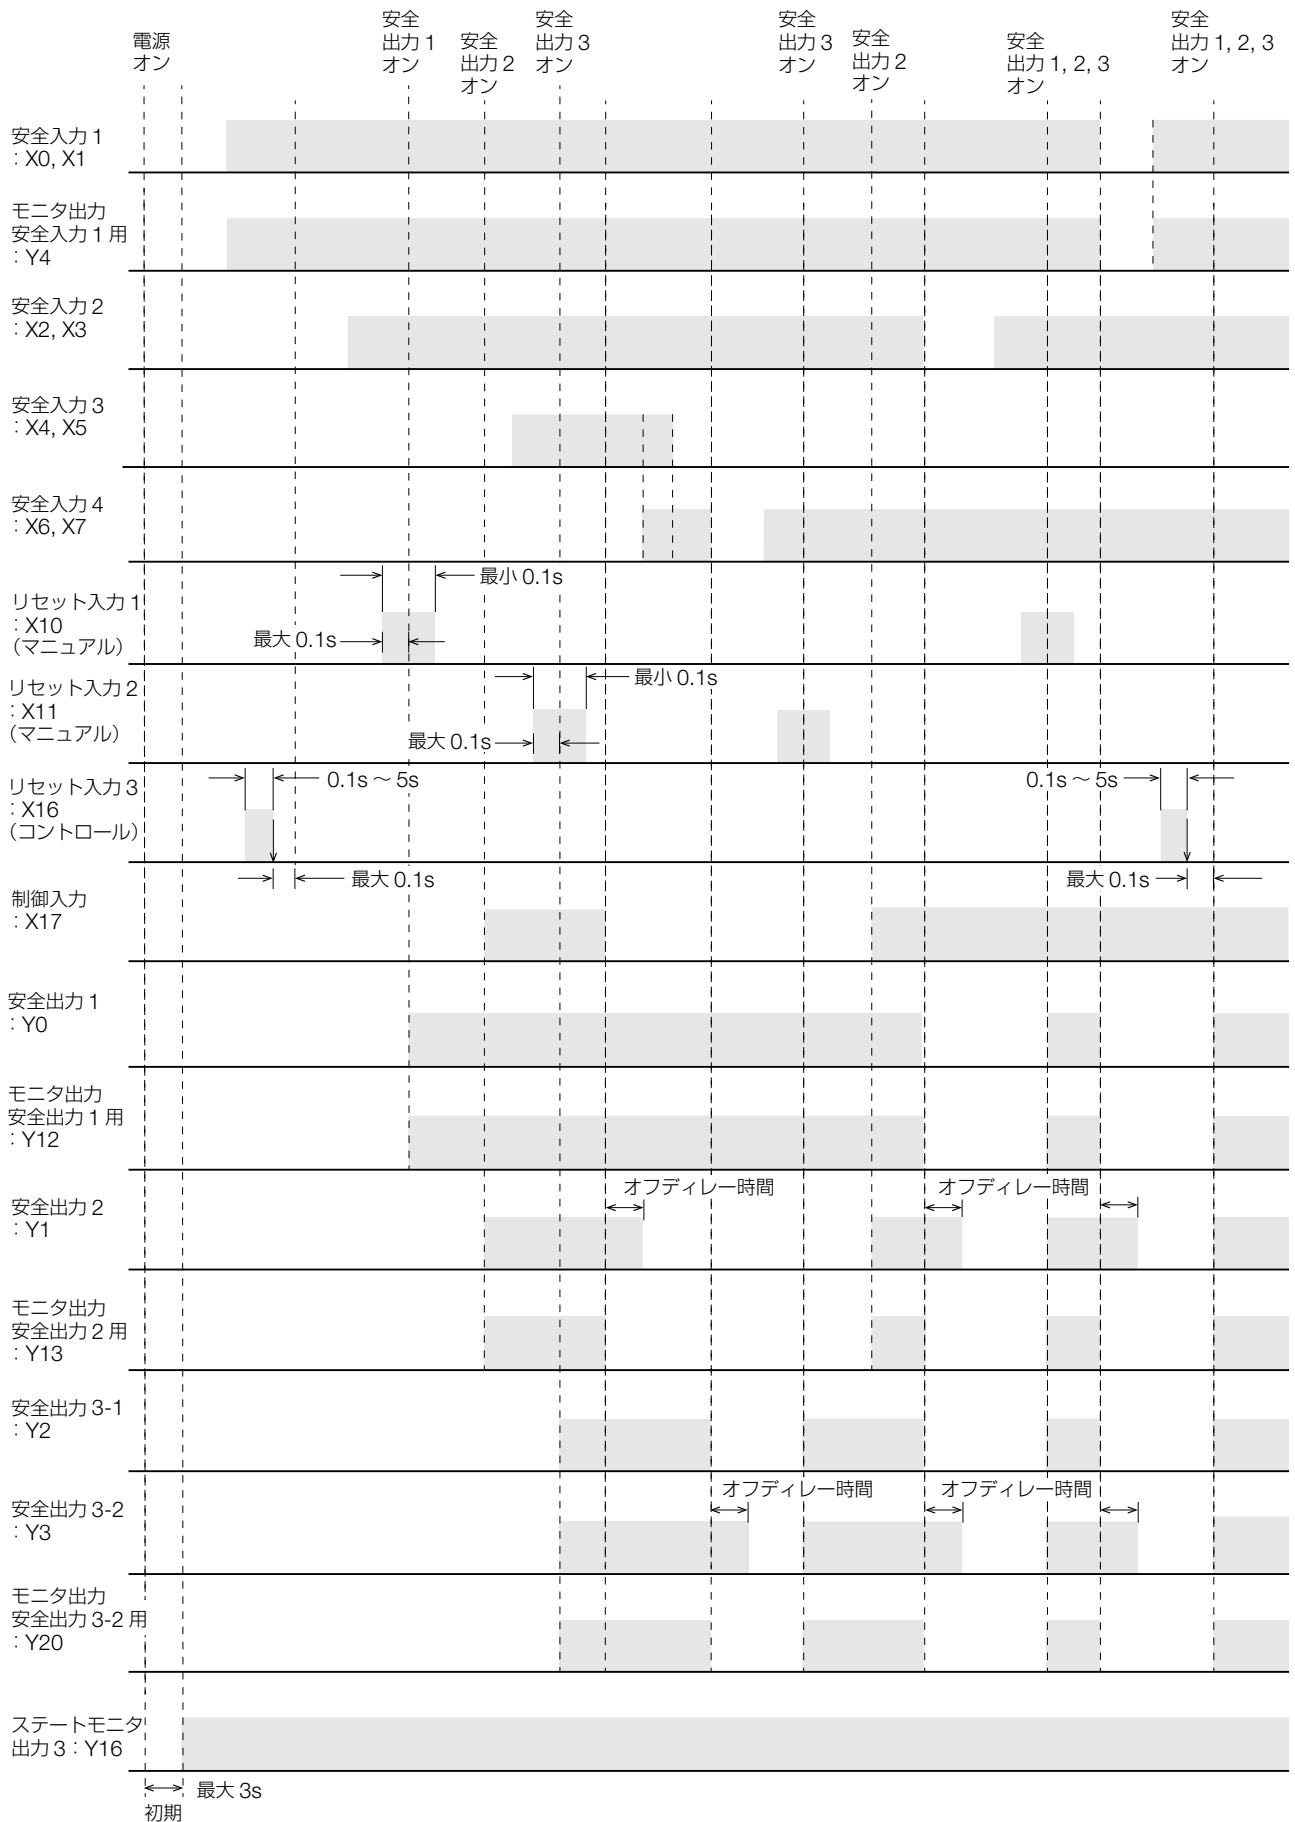 電源
オン
安全
出力 1
オン
安全
出力 2
オン
安全
出力 3
オン
安全
出力 3
オン
安全
出力 2
オン
安全
出力 1, 2, 3
オン
安全
出力 1, 2, 3
オン
安全入力 1
: X0, X1
モニタ出力
安全入力 1 用
: Y4
安全入力 2
: X2, X3
安全入力 3
: X4, X5
安全入力 4
: X6, X7
リセット入力 1
: X10
（マニュアル）
最小 0.1s
最大 0.1s
リセット入力 2
: X11
（マニュアル）
最小 0.1s
最大 0.1s
リセット入力 3
: X16
（コントロール）
0.1s ～ 5s
0.1s ～ 5s
最大 0.1s
最大 0.1s
制御入力
: X17
安全出力 1
: Y0
モニタ出力
安全出力 1 用
: Y12
安全出力 2
: Y1
オフディレー時間
オフディレー時間
モニタ出力
安全出力 2 用
: Y13
安全出力 3-1
: Y2
安全出力 3-2
: Y3
オフディレー時間
オフディレー時間
モニタ出力
安全出力 3-2 用
: Y20
ステートモニタ
出力 3 : Y16
最大 3s
初期